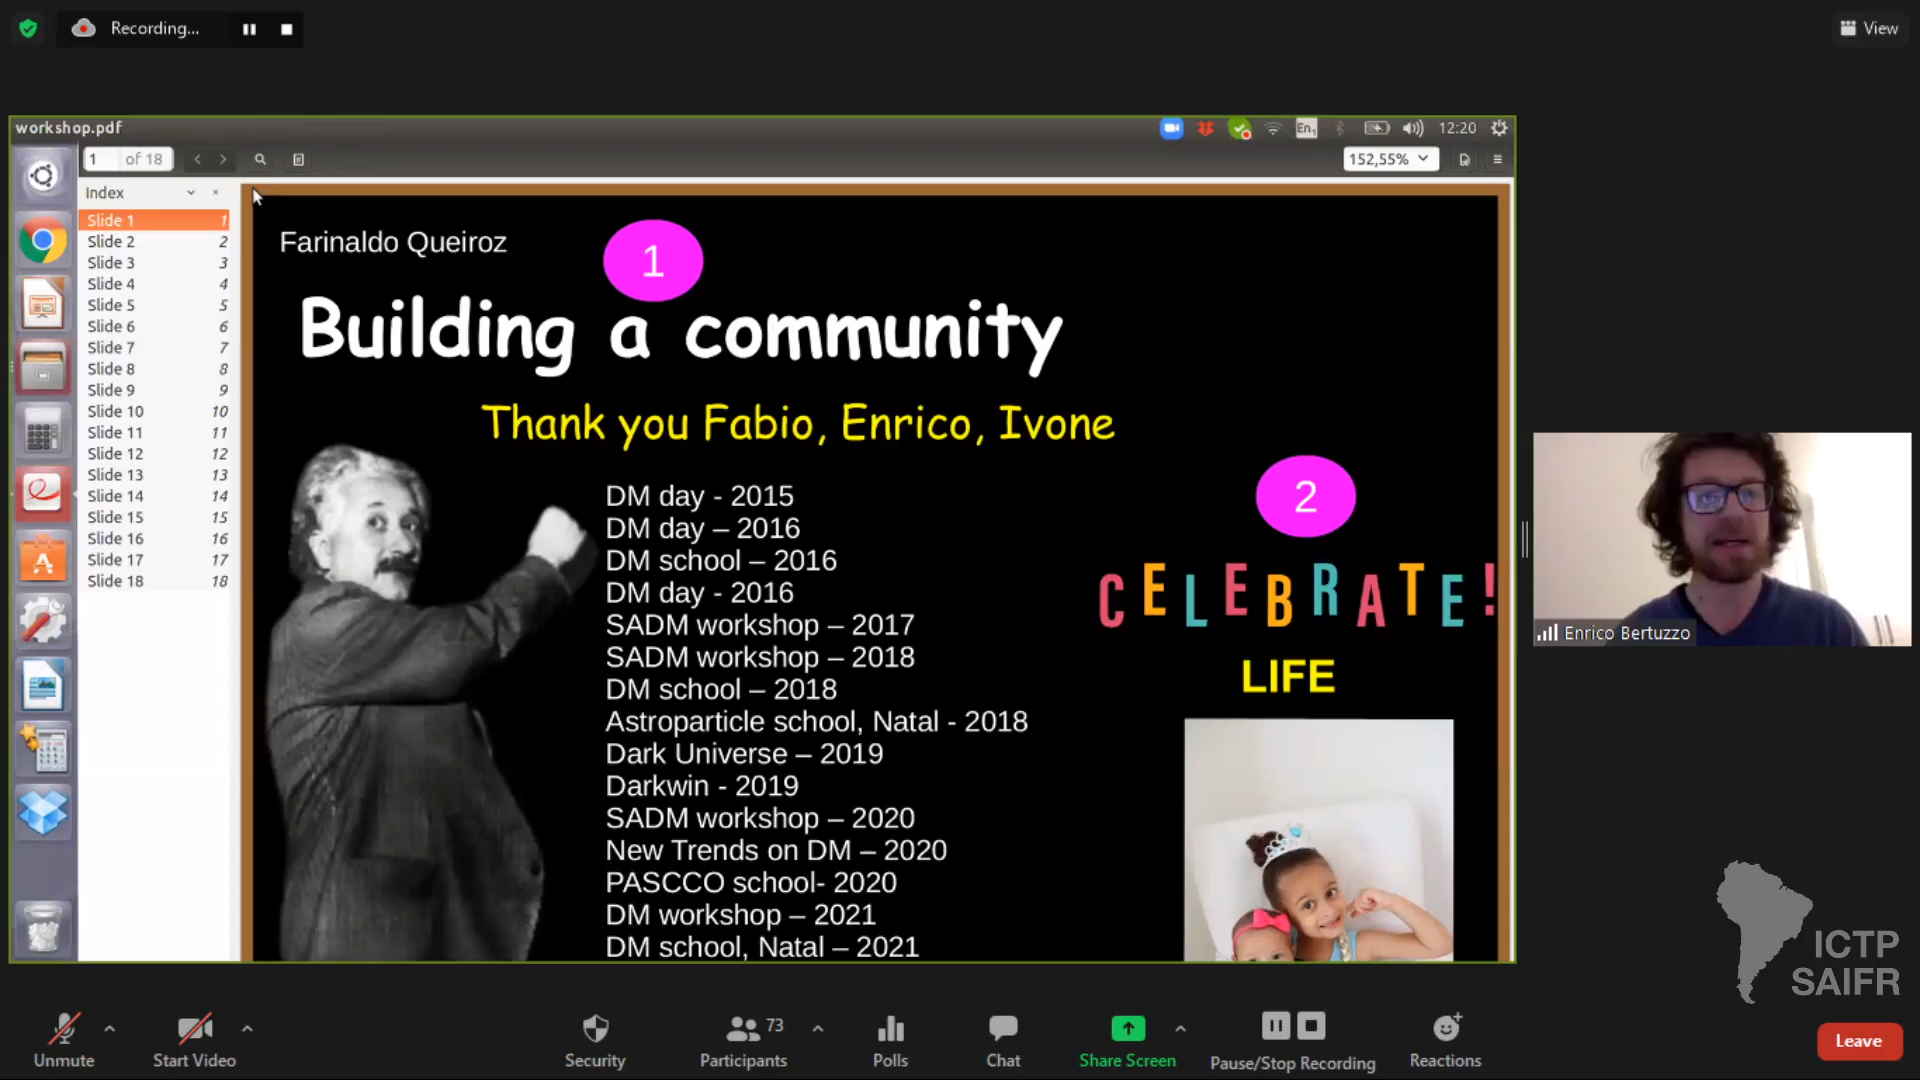 Recording...
View
workshop.pdf
En1
12:20
1 of 18
152,55%
Index
Slide 1 1
Slide 2 2
Slide 3 3
Slide 4 4
Slide 5 5
Slide 6 6
Slide 7 7
Slide 8 8
Slide 9 9
Slide 10 10
Slide 11 11
Slide 12 12
Slide 13 13
Slide 14 14
Slide 15 15
Slide 16 16
Slide 17 17
Slide 18 18
Farinaldo Queiroz
1
Building a community
Thank you Fabio, Enrico, Ivone
DM day - 2015
DM day – 2016
DM school – 2016
DM day - 2016
SADM workshop – 2017
SADM workshop – 2018
DM school – 2018
Astroparticle school, Natal - 2018
Dark Universe – 2019
Darkwin - 2019
SADM workshop – 2020
New Trends on DM – 2020
PASCCO school- 2020
DM workshop – 2021
DM school, Natal – 2021
2
CELEBRATE!
LIFE
Enrico Bertuzzo
ICTP
SAIFR
Unmute
Start Video
Security
73
Participants
Polls
Chat
Share Screen
Pause/Stop Recording
Reactions
Leave